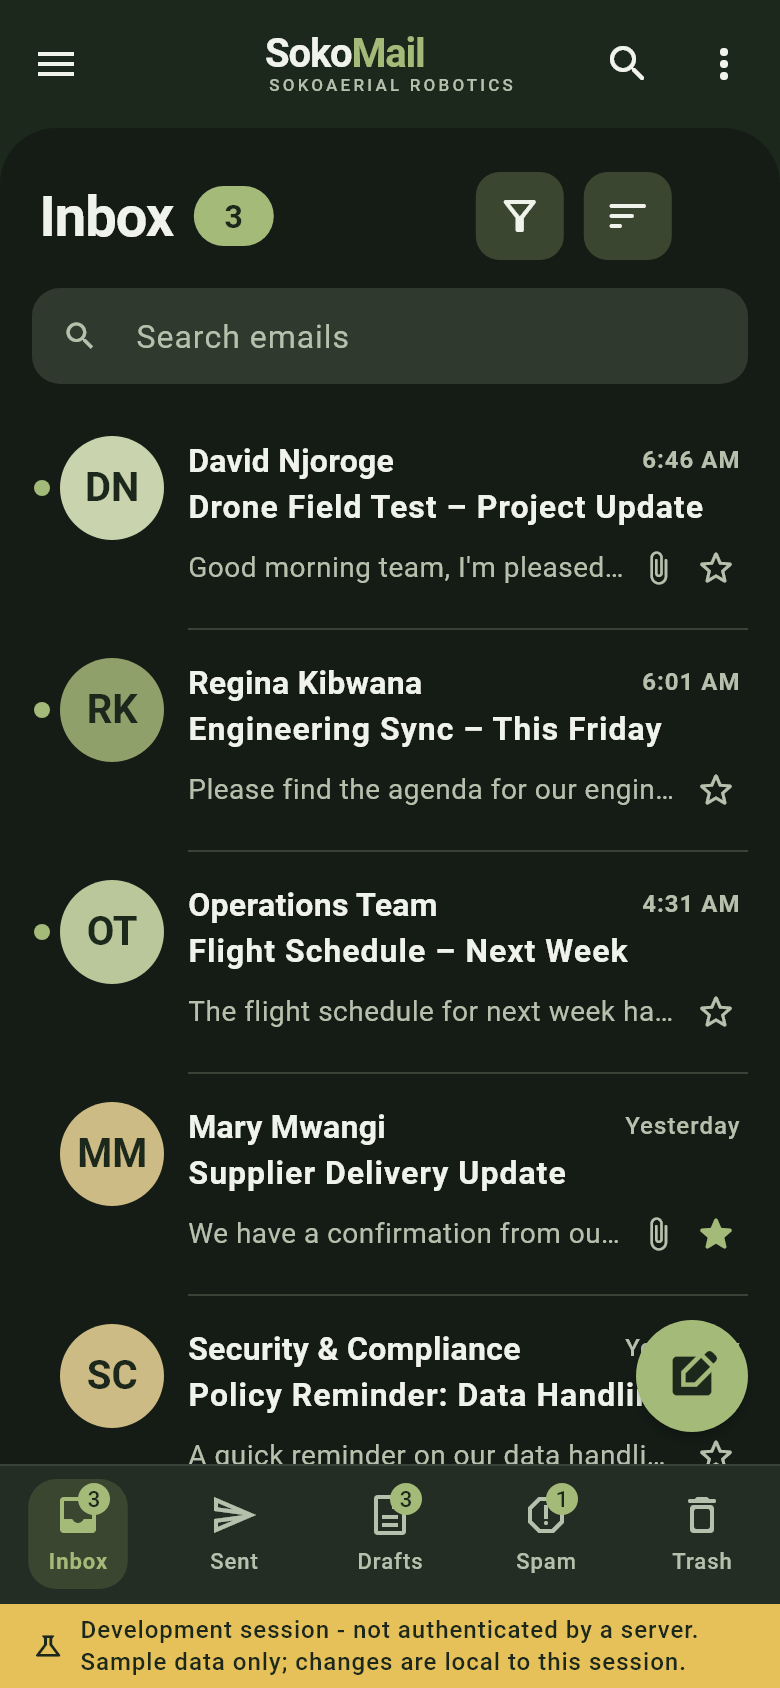 SokoMail
SOKOAERIAL ROBOTICS
Inbox 3
Search emails
DN
David Njoroge 6:46 AM
Drone Field Test – Project Update
Good morning team, I'm pleased...
RK
Regina Kibwana 6:01 AM
Engineering Sync – This Friday
Please find the agenda for our engin...
OT
Operations Team 4:31 AM
Flight Schedule – Next Week
The flight schedule for next week ha...
MM
Mary Mwangi Yesterday
Supplier Delivery Update
We have a confirmation from ou...
SC
Security & Compliance
Policy Reminder: Data
A quick reminder on our data handli...
3 3 1
Inbox Sent Drafts Spam Trash
Development session - not authenticated by a server.
Sample data only; changes are local to this session.